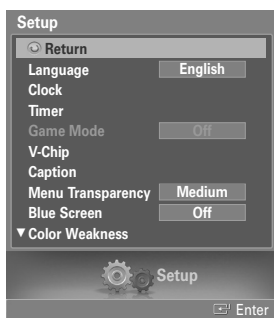 Setup
Return
Language English
Clock
Timer
Game Mode Off
V-Chip
Caption
Menu Transparency Medium
Blue Screen Off
▼ Color Weakness
Setup
Enter